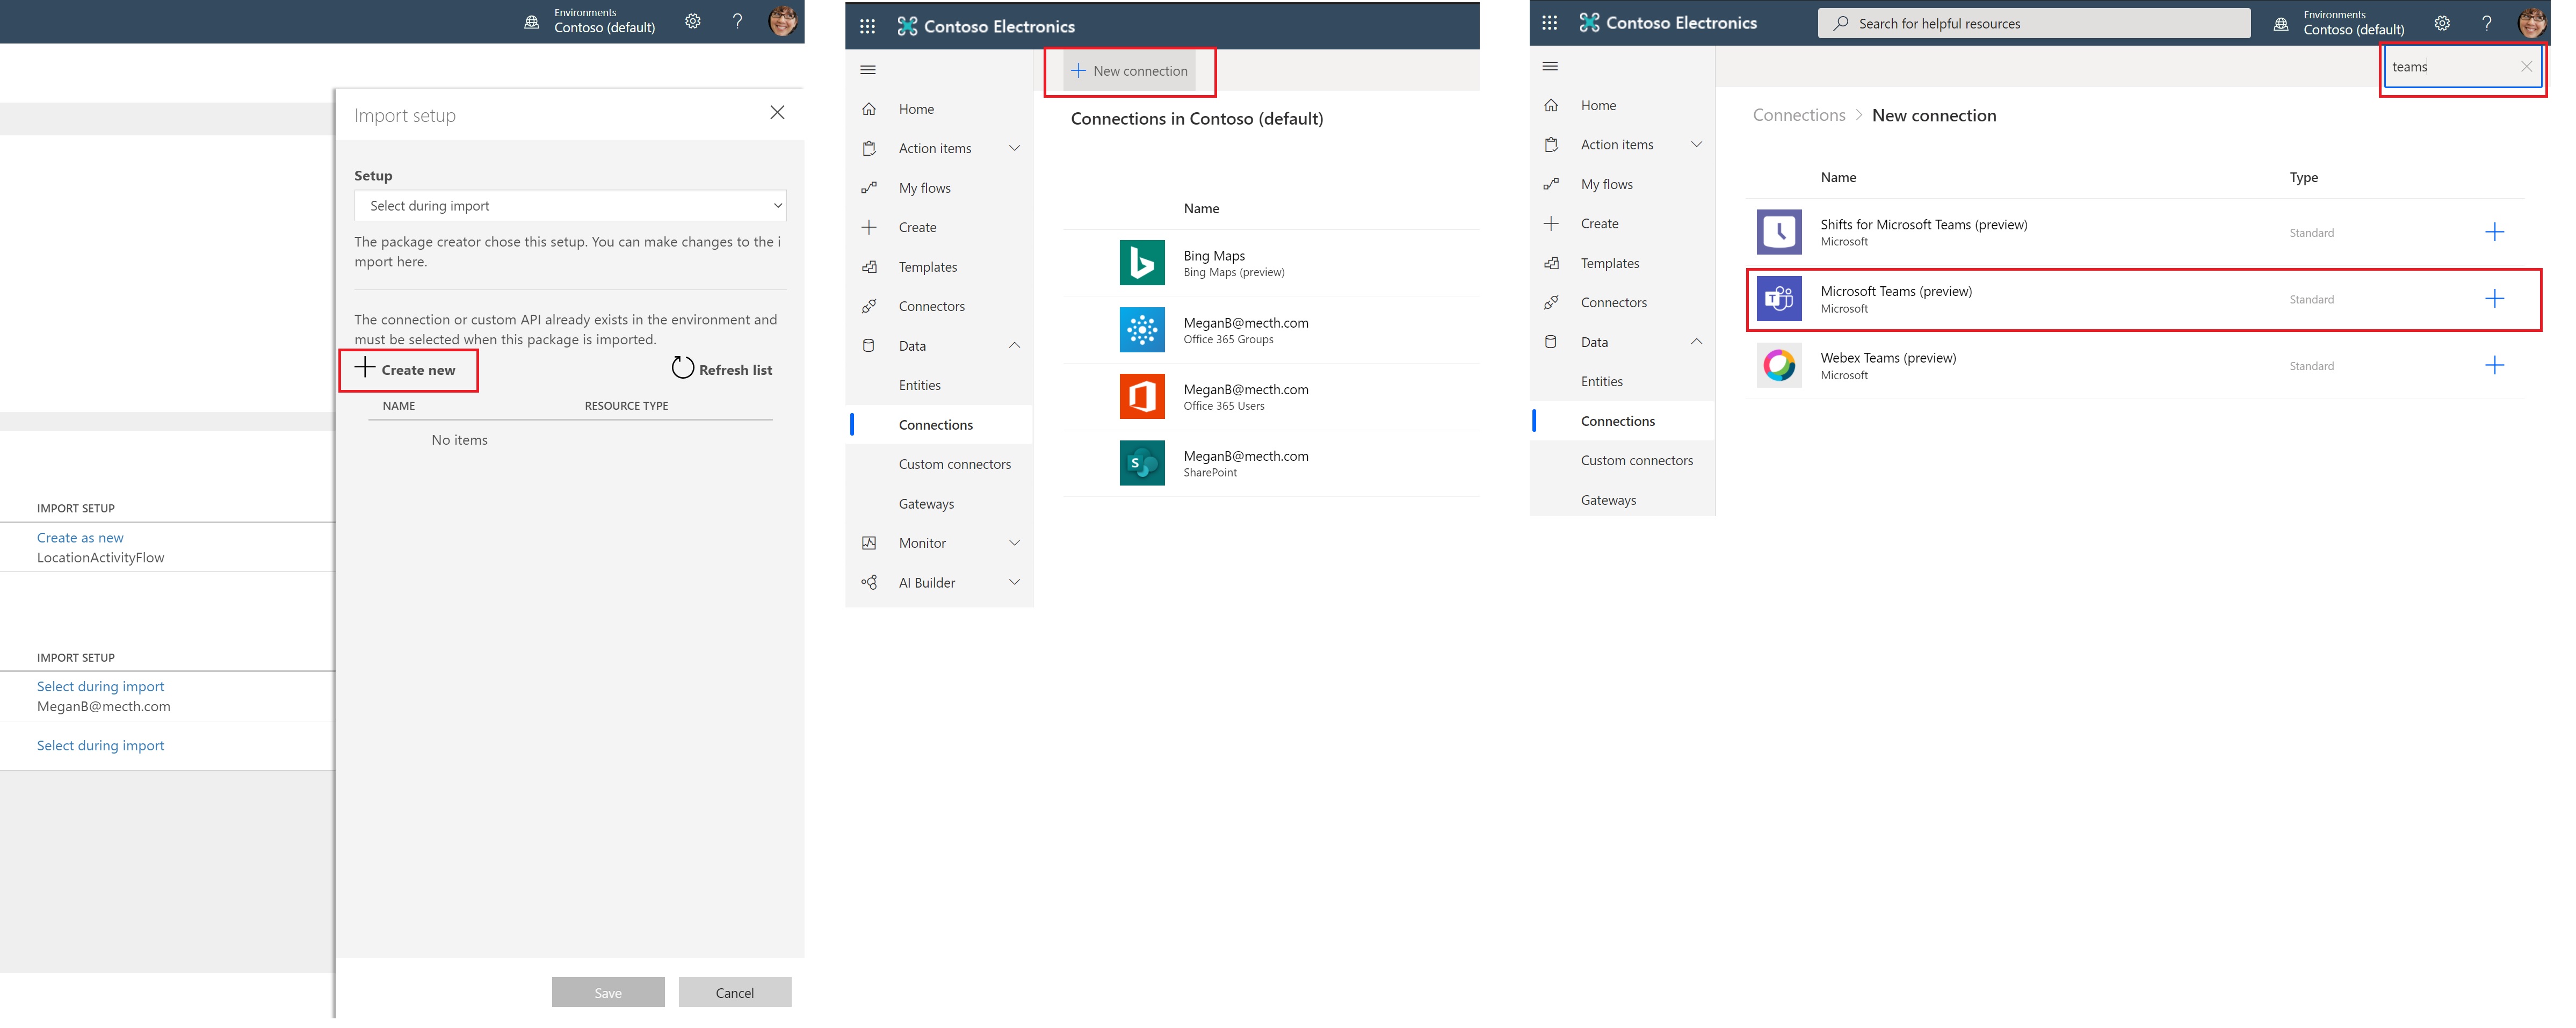 Environments
Contoso (default)
Import setup
Setup
Select during import
The package creator chose this setup. You can make changes to the i
mport here.
The connection or custom API already exists in the environment and
must be selected when this package is imported.
Create new
Refresh list
NAME
RESOURCE TYPE
No items
IMPORT SETUP
Create as new
LocationActivityFlow
IMPORT SETUP
Select during import
MeganB@mecth.com
Select during import
Save
Cancel
Contoso Electronics
New connection
Home
Action items
My flows
Create
Templates
Connectors
Data
Entities
Connections
Custom connectors
Gateways
Monitor
AI Builder
Connections in Contoso (default)
Name
Bing Maps
Bing Maps (preview)
MeganB@mecth.com
Office 365 Groups
MeganB@mecth.com
Office 365 Users
MeganB@mecth.com
SharePoint
Contoso Electronics
Search for helpful resources
Environments
Contoso (default)
teams
Home
Action items
My flows
Create
Templates
Connectors
Data
Entities
Connections
Custom connectors
Gateways
Connections > New connection
Name
Type
Shifts for Microsoft Teams (preview)
Microsoft
Standard
Microsoft Teams (preview)
Microsoft
Standard
Webex Teams (preview)
Microsoft
Standard